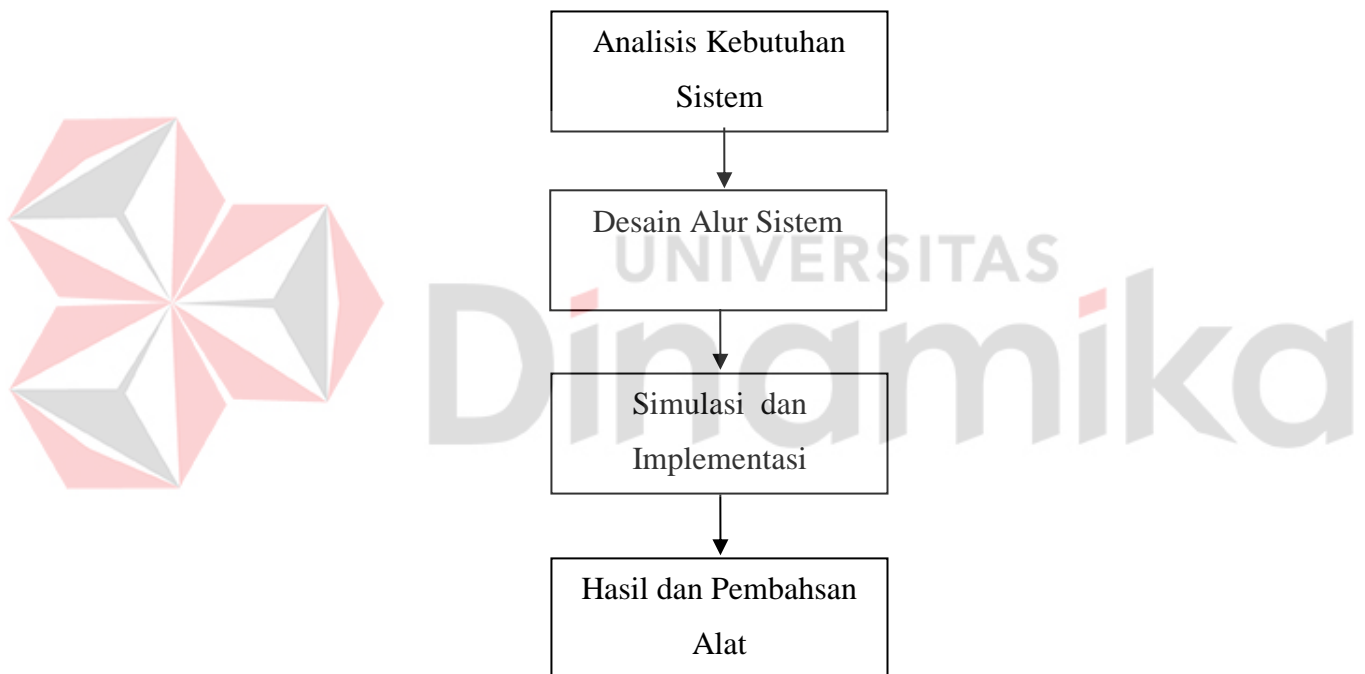 Analisis Kebutuhan
Sistem
Desain Alur Sistem
UNIVERSITAS
Dinamika
Simulasi dan
Implementasi
Hasil dan Pembahsan
Alat